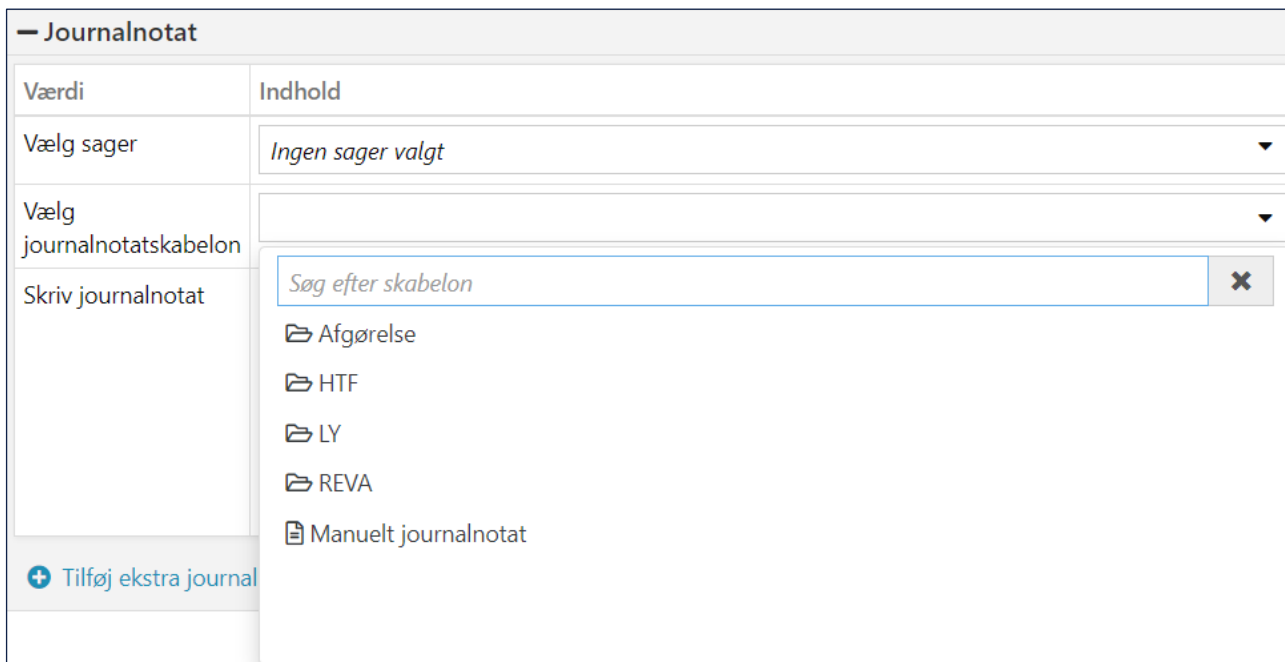 Journalnotat
Værdi Indhold
Vælg sager Ingen sager valgt
Vælg
journalnotatskabelon
Skriv journalnotat
Søg efter skabelon
Afgørelse
HTF
LY
REVA
Manuelt journalnotat
Tilføj ekstra journal